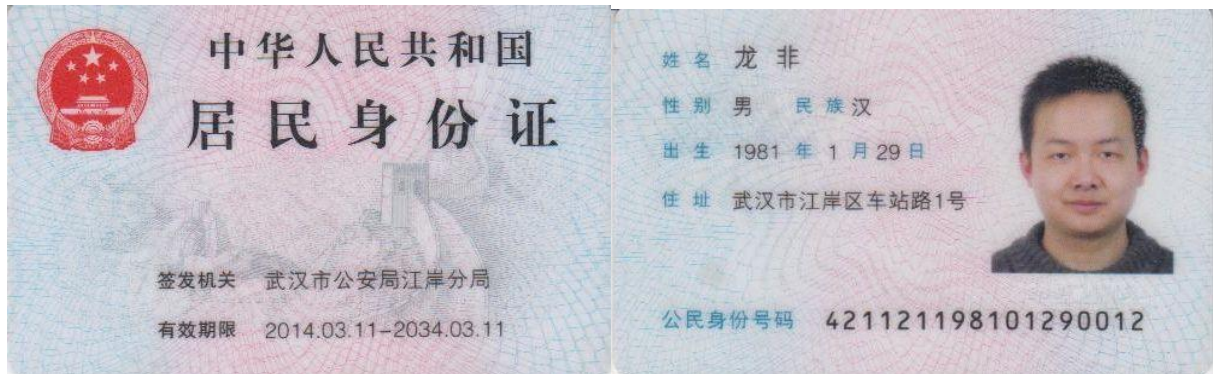 中华人民共和国
居民身份证
签发机关 武汉市公安局江岸分局
有效期限 2014.03.11-2034.03.11
姓名 龙非
性别 男 民族 汉
出生 1981 年 1 月 29 日
住址 武汉市江岸区车站路1号
公民身份号码 421121198101290012